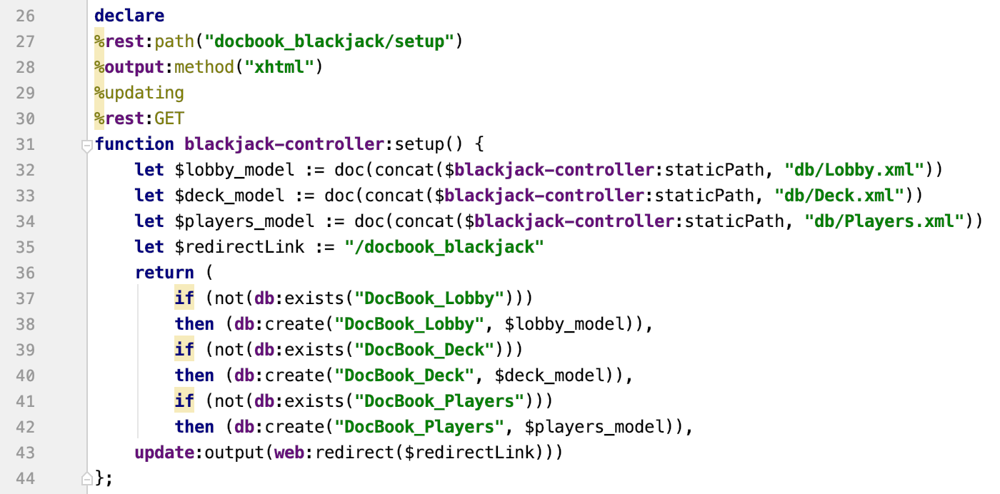 26 declare
27 %rest:path("docbook_blackjack/setup")
28 %output:method("xhtml")
29 %updating
30 %rest:GET
31 function blackjack-controller:setup() {
32     let $lobby_model := doc(concat($blackjack-controller:staticPath, "db/Lobby.xml"))
33     let $deck_model := doc(concat($blackjack-controller:staticPath, "db/Deck.xml"))
34     let $players_model := doc(concat($blackjack-controller:staticPath, "db/Players.xml"))
35     let $redirectLink := "/docbook_blackjack"
36     return (
37         if (not(db:exists("DocBook_Lobby")))
38         then (db:create("DocBook_Lobby", $lobby_model)),
39         if (not(db:exists("DocBook_Deck")))
40         then (db:create("DocBook_Deck", $deck_model)),
41         if (not(db:exists("DocBook_Players")))
42         then (db:create("DocBook_Players", $players_model)),
43     update:output(web:redirect($redirectLink)))
44 };